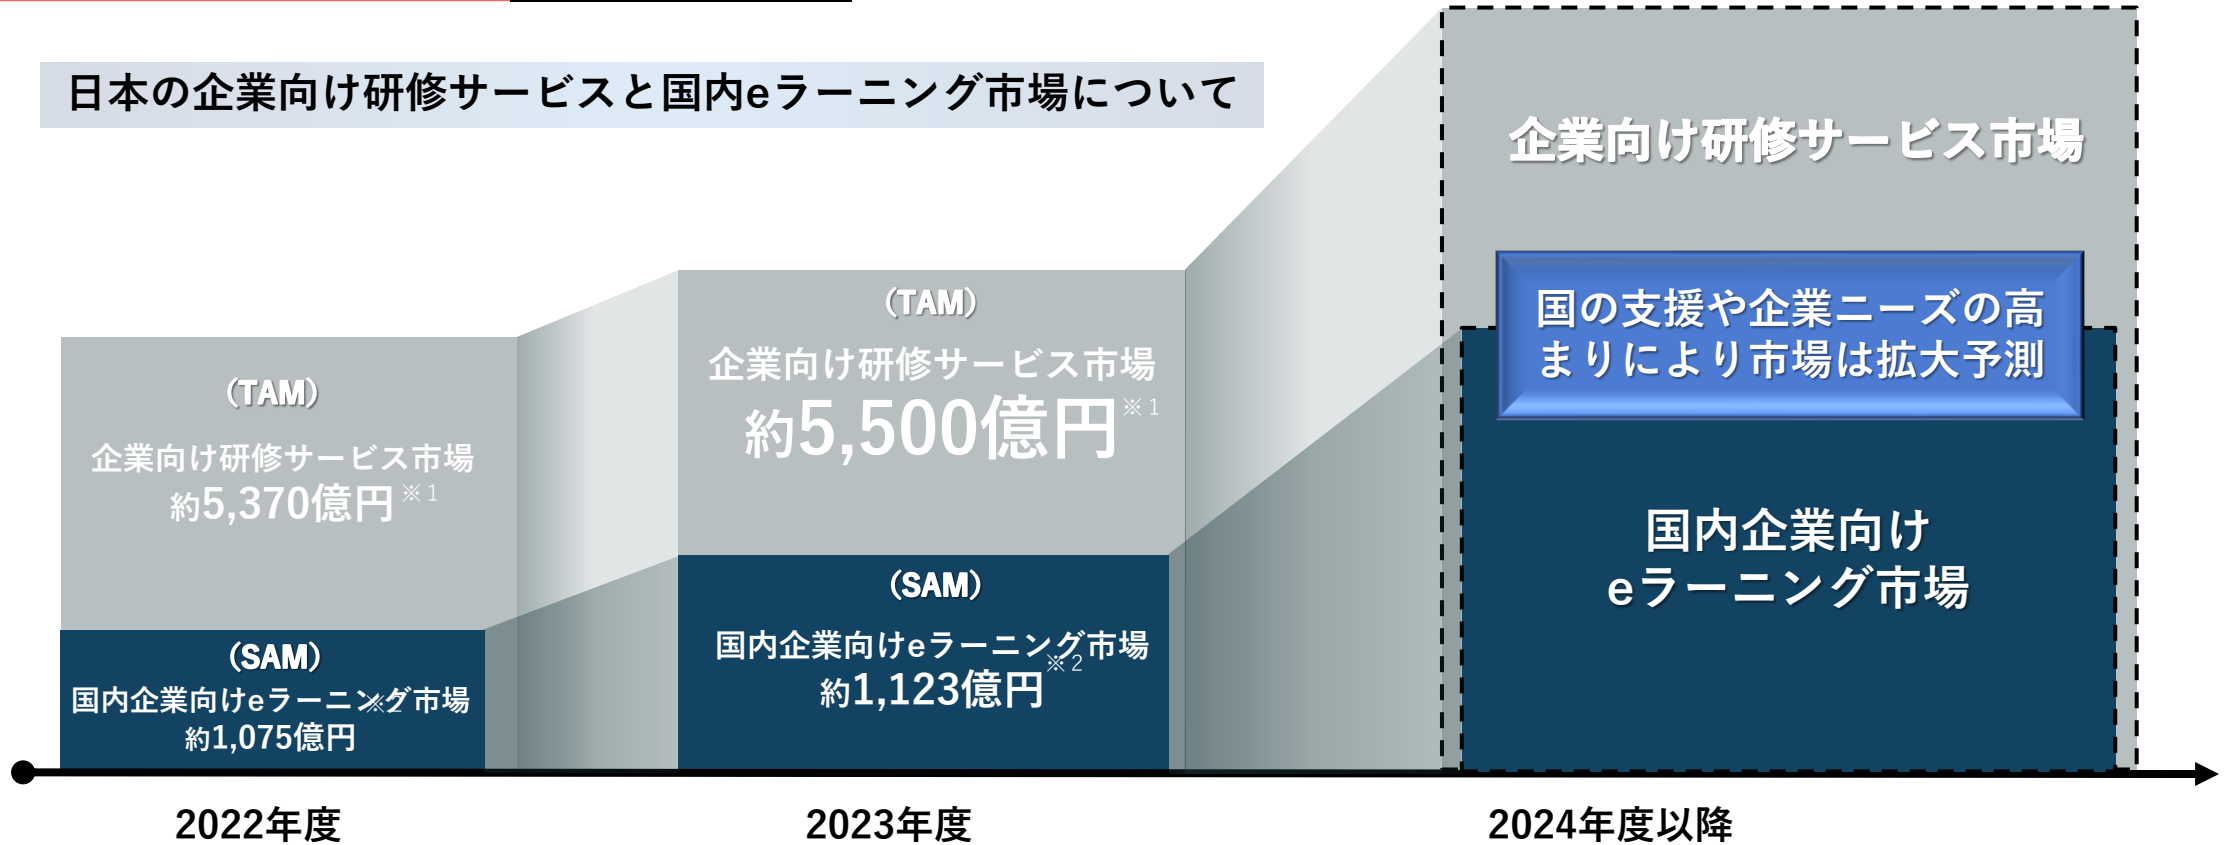 日本の企業向け研修サービスと国内eラーニング市場について
（TAM）
企業向け研修サービス市場
約5,370億円※1
（SAM）
国内企業向けeラーニング市場
※2
約1,075億円
（TAM）
企業向け研修サービス市場
約5,500億円※1
（SAM）
国内企業向けeラーニング市場
※2
約1,123億円
企業向け研修サービス市場
国の支援や企業ニーズの高
まりにより市場は拡大予測
国内企業向け
eラーニング市場
2022年度
2023年度
2024年度以降